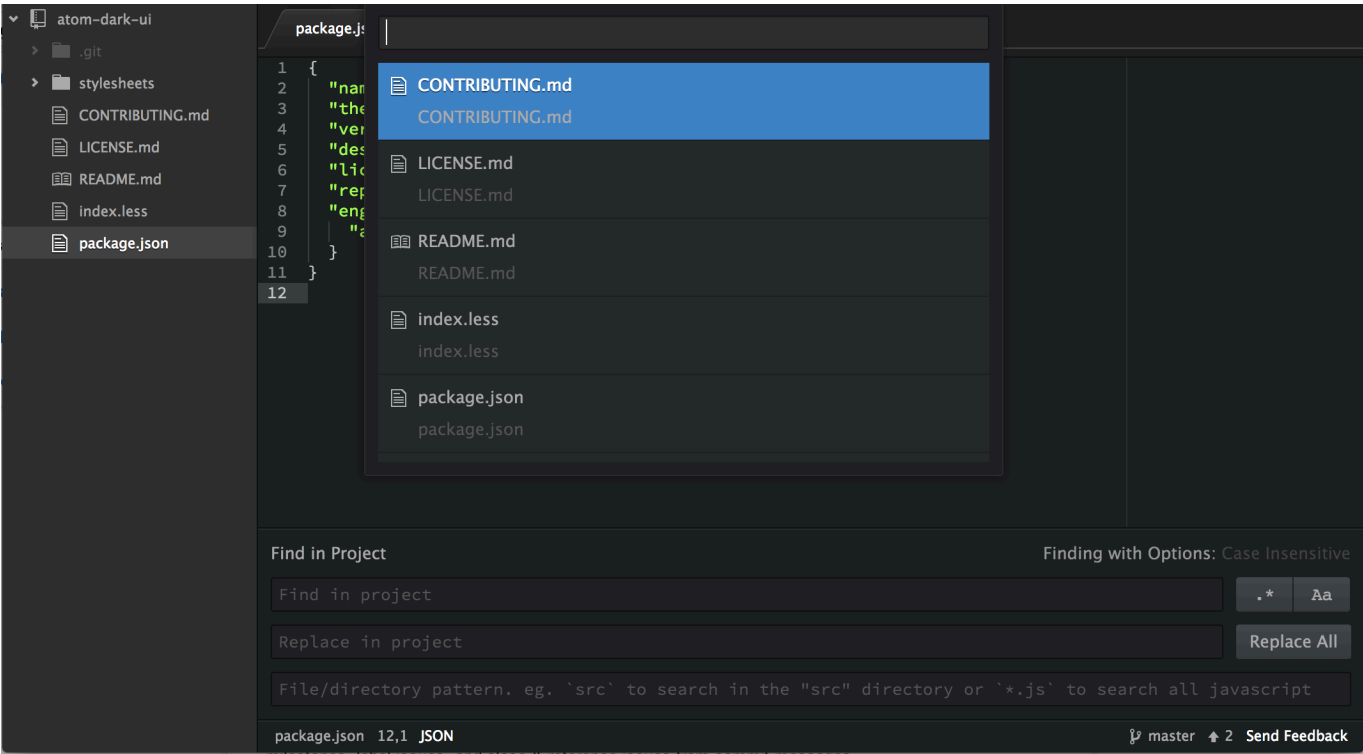 atom-dark-ui
.git
stylesheets
CONTRIBUTING.md
LICENSE.md
README.md
index.less
package.json
package.js
1 {
2 "nam
3 "the
4 "ver
5 "des
6 "lic
7 "rep
8 "eng
9 "a
10 }
11 }
12
CONTRIBUTING.md
CONTRIBUTING.md
LICENSE.md
LICENSE.md
README.md
README.md
index.less
index.less
package.json
package.json
Find in Project
Finding with Options: Case Insensitive
Find in project
.* Aa
Replace in project
Replace All
File/directory pattern. eg. `src` to search in the "src" directory or `*.js` to search all javascript
package.json 12,1 JSON
master 2 Send Feedback